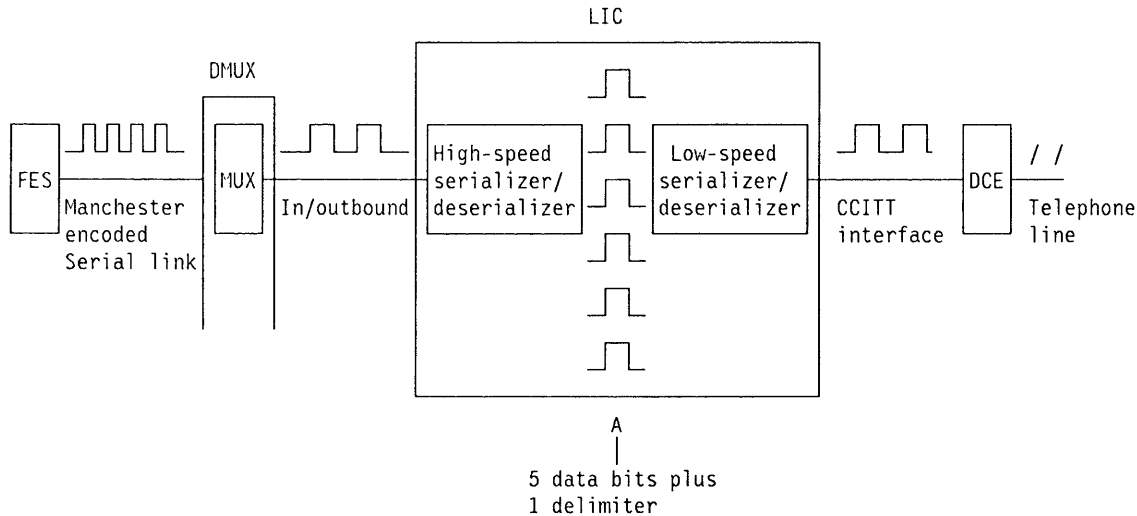 LIC
DMUX
FES
MUX
High-speed
serializer/
deserializer
Low-speed
serializer/
deserializer
DCE
/ /
Manchester
encoded
Serial link
In/outbound
CCITT
interface
Telephone
line
A
5 data bits plus
1 delimiter